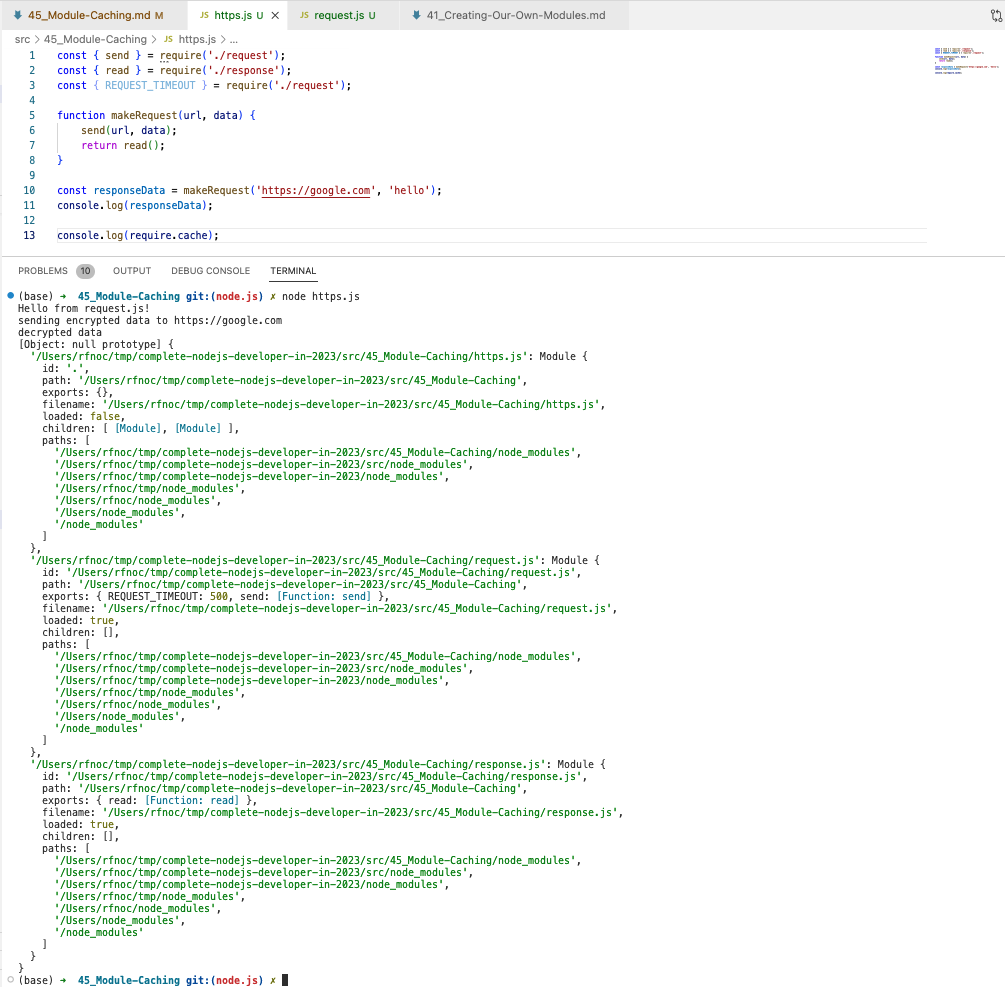 45_Module-Caching.md M
JS https.js U
JS request.js U
41_Creating-Our-Own-Modules.md
src > 45_Module-Caching > JS https.js > ...
1 const { send } = require('./request');
2 const { read } = require('./response');
3 const { REQUEST_TIMEOUT } = require('./request');
4
5 function makeRequest(url, data) {
6 send(url, data);
7 return read();
8 }
9
10 const responseData = makeRequest('https://google.com', 'hello');
11 console.log(responseData);
12
13 console.log(require.cache);
PROBLEMS 10 OUTPUT DEBUG CONSOLE TERMINAL
(base) ➜ 45_Module-Caching git:(node.js) ✗ node https.js
Hello from request.js!
sending encrypted data to https://google.com
decrypted data
[Object: null prototype] {
'/Users/rfnoc/tmp/complete-nodejs-developer-in-2023/src/45_Module-Caching/https.js': Module {
id: '.',
path: '/Users/rfnoc/tmp/complete-nodejs-developer-in-2023/src/45_Module-Caching',
exports: {},
filename: '/Users/rfnoc/tmp/complete-nodejs-developer-in-2023/src/45_Module-Caching/https.js',
loaded: false,
children: [ [Module], [Module] ],
paths: [
'/Users/rfnoc/tmp/complete-nodejs-developer-in-2023/src/45_Module-Caching/node_modules',
'/Users/rfnoc/tmp/complete-nodejs-developer-in-2023/src/node_modules',
'/Users/rfnoc/tmp/complete-nodejs-developer-in-2023/node_modules',
'/Users/rfnoc/tmp/node_modules',
'/Users/rfnoc/node_modules',
'/Users/node_modules',
'/node_modules'
]
},
'/Users/rfnoc/tmp/complete-nodejs-developer-in-2023/src/45_Module-Caching/request.js': Module {
id: '/Users/rfnoc/tmp/complete-nodejs-developer-in-2023/src/45_Module-Caching/request.js',
path: '/Users/rfnoc/tmp/complete-nodejs-developer-in-2023/src/45_Module-Caching',
exports: { REQUEST_TIMEOUT: 500, send: [Function: send] },
filename: '/Users/rfnoc/tmp/complete-nodejs-developer-in-2023/src/45_Module-Caching/request.js',
loaded: true,
children: [],
paths: [
'/Users/rfnoc/tmp/complete-nodejs-developer-in-2023/src/45_Module-Caching/node_modules',
'/Users/rfnoc/tmp/complete-nodejs-developer-in-2023/src/node_modules',
'/Users/rfnoc/tmp/complete-nodejs-developer-in-2023/node_modules',
'/Users/rfnoc/tmp/node_modules',
'/Users/rfnoc/node_modules',
'/Users/node_modules',
'/node_modules'
]
},
'/Users/rfnoc/tmp/complete-nodejs-developer-in-2023/src/45_Module-Caching/response.js': Module {
id: '/Users/rfnoc/tmp/complete-nodejs-developer-in-2023/src/45_Module-Caching/response.js',
path: '/Users/rfnoc/tmp/complete-nodejs-developer-in-2023/src/45_Module-Caching',
exports: { read: [Function: read] },
filename: '/Users/rfnoc/tmp/complete-nodejs-developer-in-2023/src/45_Module-Caching/response.js',
loaded: true,
children: [],
paths: [
'/Users/rfnoc/tmp/complete-nodejs-developer-in-2023/src/45_Module-Caching/node_modules',
'/Users/rfnoc/tmp/complete-nodejs-developer-in-2023/src/node_modules',
'/Users/rfnoc/tmp/complete-nodejs-developer-in-2023/node_modules',
'/Users/rfnoc/tmp/node_modules',
'/Users/rfnoc/node_modules',
'/Users/node_modules',
'/node_modules'
]
}
}
(base) ➜ 45_Module-Caching git:(node.js) ✗